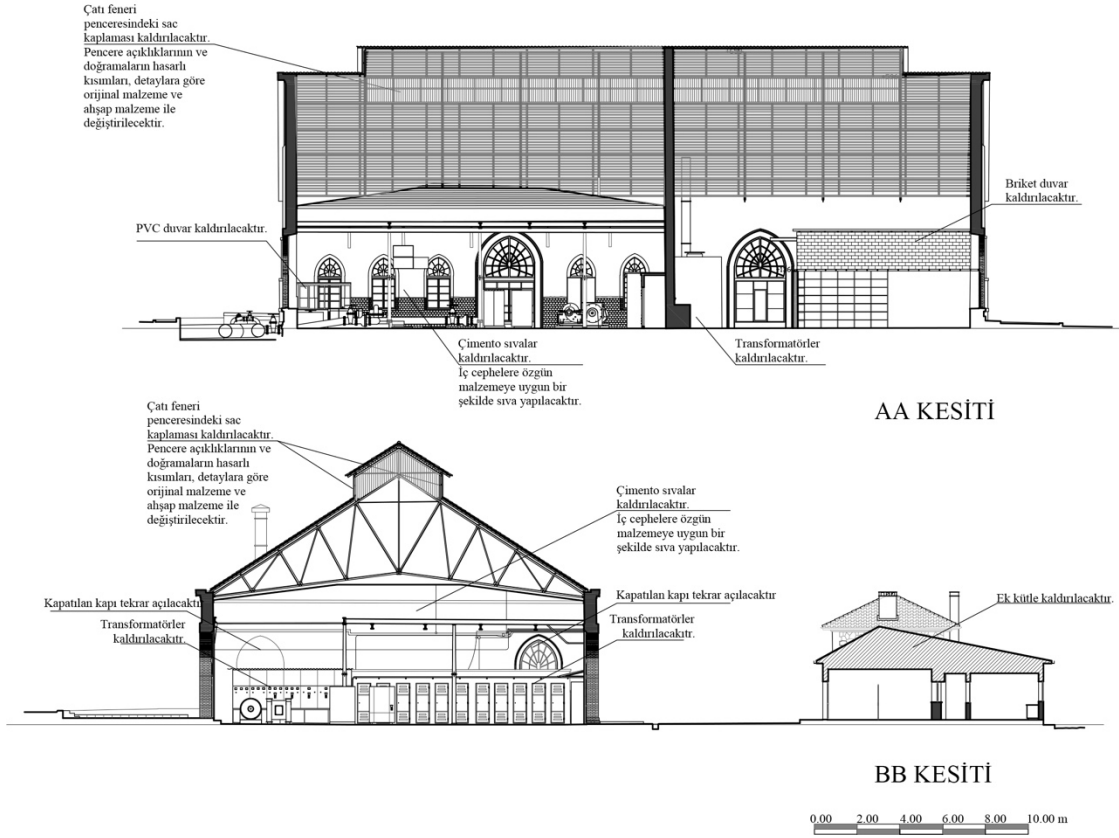 Çatı feneri
penceresindeki sac
kaplaması kaldırılacaktır.
Pencere açıklıklarının ve
doğramaların hasarlı
kısımları, detaylara göre
orijinal malzeme ve
ahşap malzeme ile
değiştirilecektir.
Briket duvar
kaldırılacaktır.
PVC duvar kaldırılacaktır.
Çimento sıvalar
kaldırılacaktır.
İç cephelere özgün
malzemeye uygun bir
şekilde sıva yapılacaktır.
Transformatörler
kaldırılacaktır.
AA KESİTİ
Çatı feneri
penceresindeki sac
kaplaması kaldırılacaktır.
Pencere açıklıklarının ve
doğramaların hasarlı
kısımları, detaylara göre
orijinal malzeme ve
ahşap malzeme ile
değiştirilecektir.
Çimento sıvalar
kaldırılacaktır.
İç cephelere özgün
malzemeye uygun bir
şekilde sıva yapılacaktır.
Kapatılan kapı tekrar açılacaktır
Transformatörler
kaldırılacakıtr.
Kapatılan kapı tekrar açılacaktır
Transformatörler
kaldırılacakıtr.
Ek kütle kaldırılacaktır.
BB KESİTİ
0.00 2.00 4.00 6.00 8.00 10.00 m